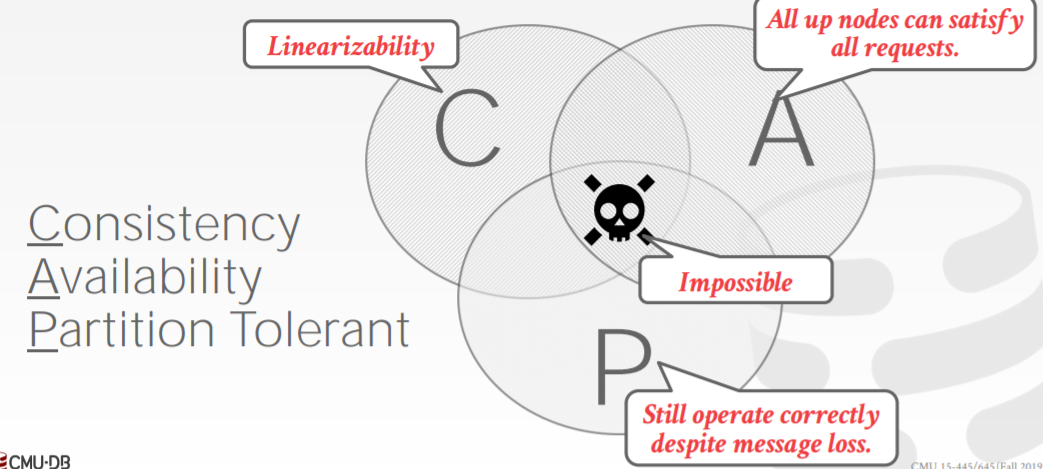 Linearizability
All up nodes can satisfy
all requests.
C
A
Consistency
Availability
Partition Tolerant
Impossible
P
Still operate correctly
despite message loss.
CMU·DB
CMU 15-445/645 (Fall 2019)